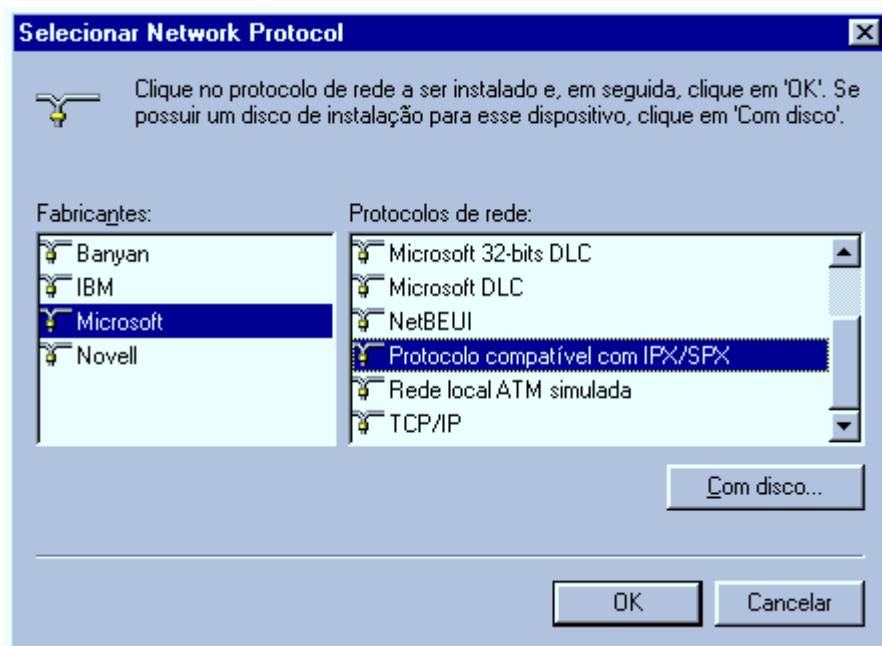 Selecionar Network Protocol
Clique no protocolo de rede a ser instalado e, em seguida, clique em 'OK'. Se
possuir um disco de instalação para esse dispositivo, clique em 'Com disco'.
Fabricantes:
Banyan
IBM
Microsoft
Novell
Protocolos de rede:
Microsoft 32-bits DLC
Microsoft DLC
NetBEUI
Protocolo compatível com IPX/SPX
Rede local ATM simulada
TCP/IP
Com disco...
OK
Cancelar